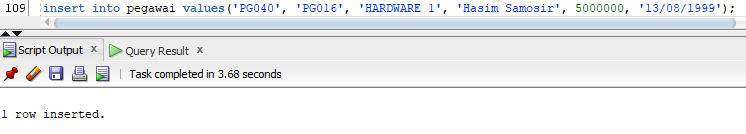 109 insert into pegawai values('PG040', 'PG016', 'HARDWARE 1', 'Hasim Samosir', 5000000, '13/08/1999');
Script Output x Query Result x
Task completed in 3.68 seconds
1 row inserted.